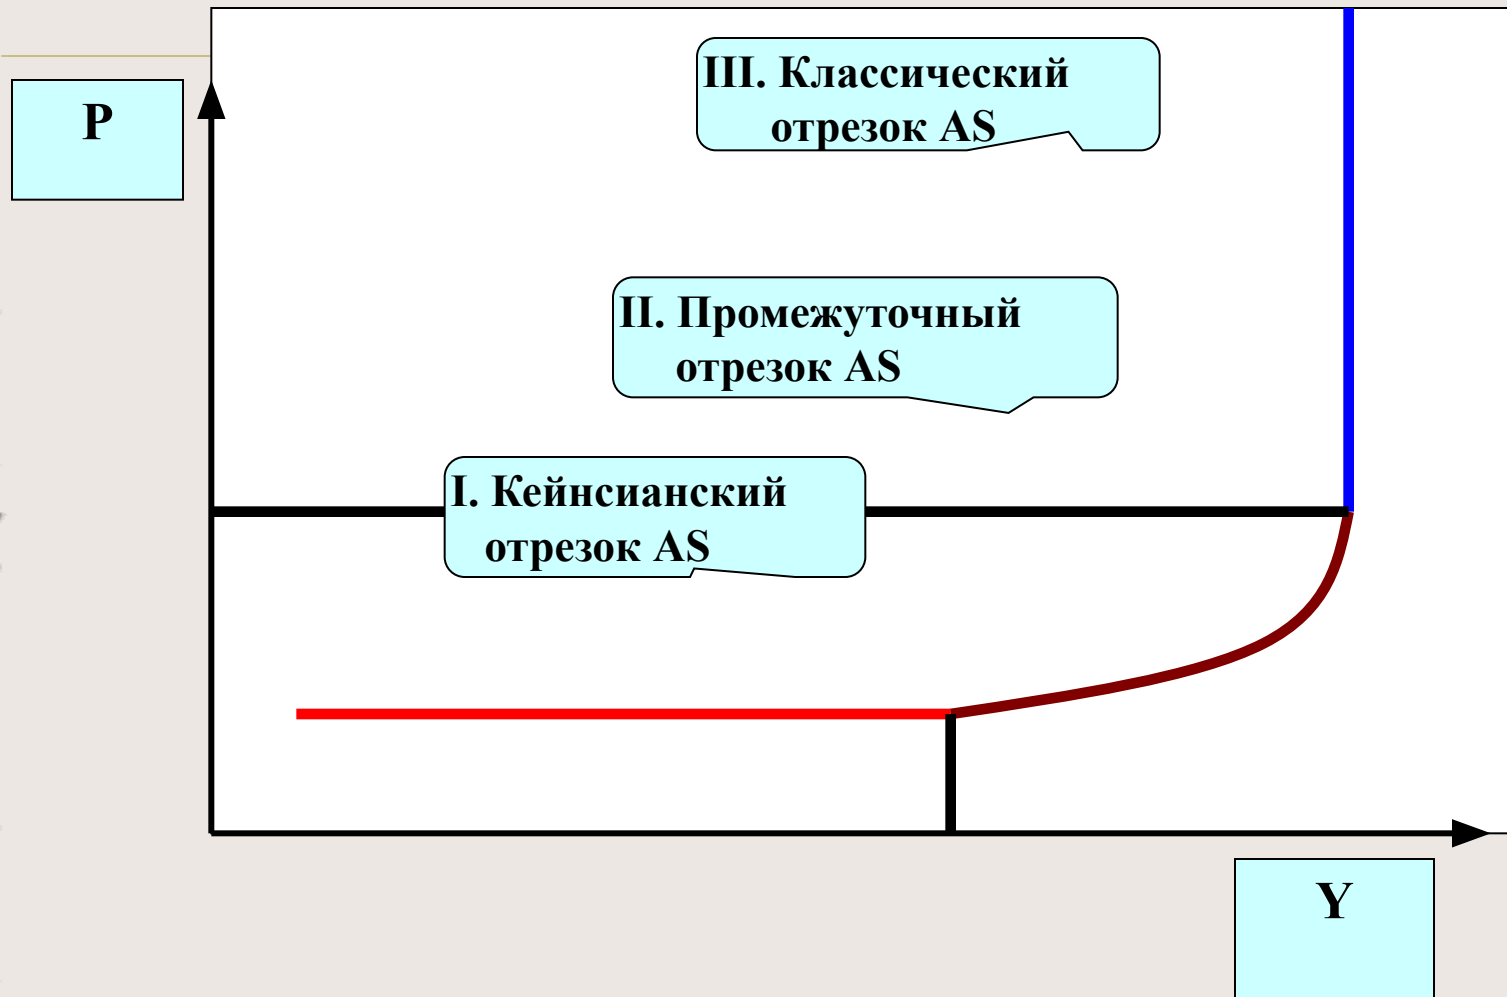 P
III. Классический
отрезок AS
II. Промежуточный
отрезок AS
I. Кейнсианский
отрезок AS
Y